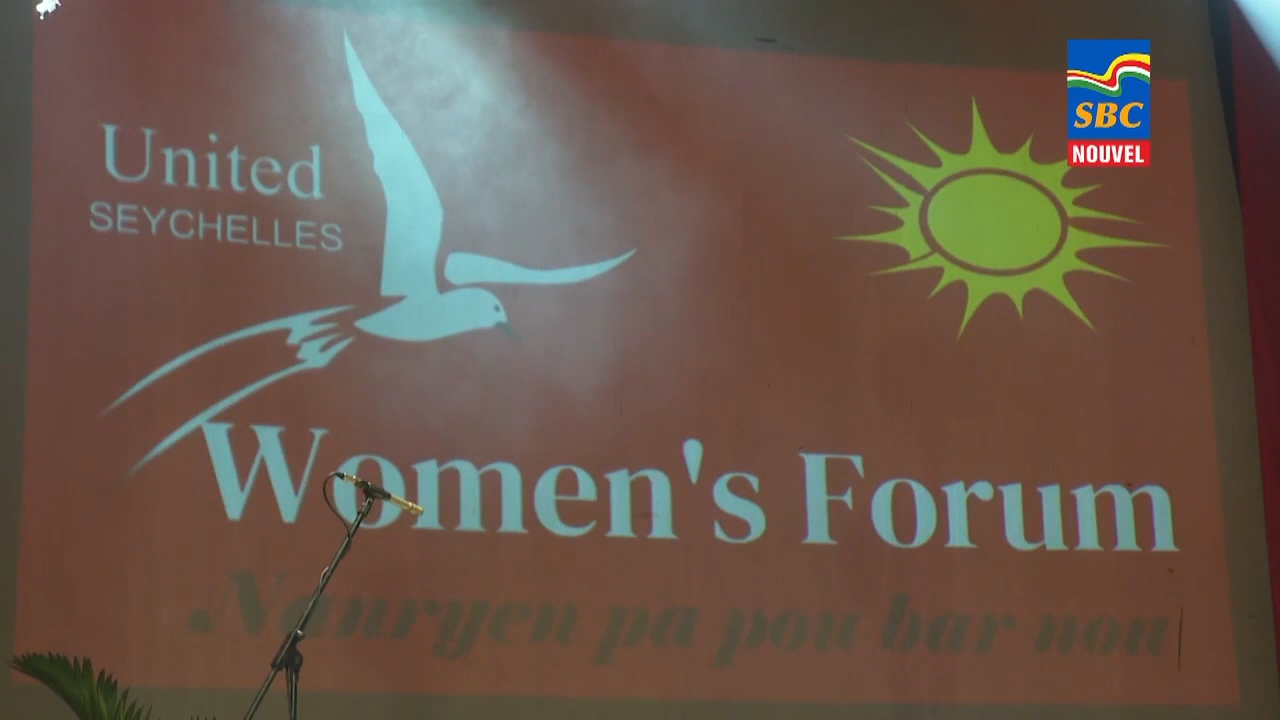 United
SEYCHELLES
SBC
NOUVEL
Women's Forum
Nanryen pa pou bar nou